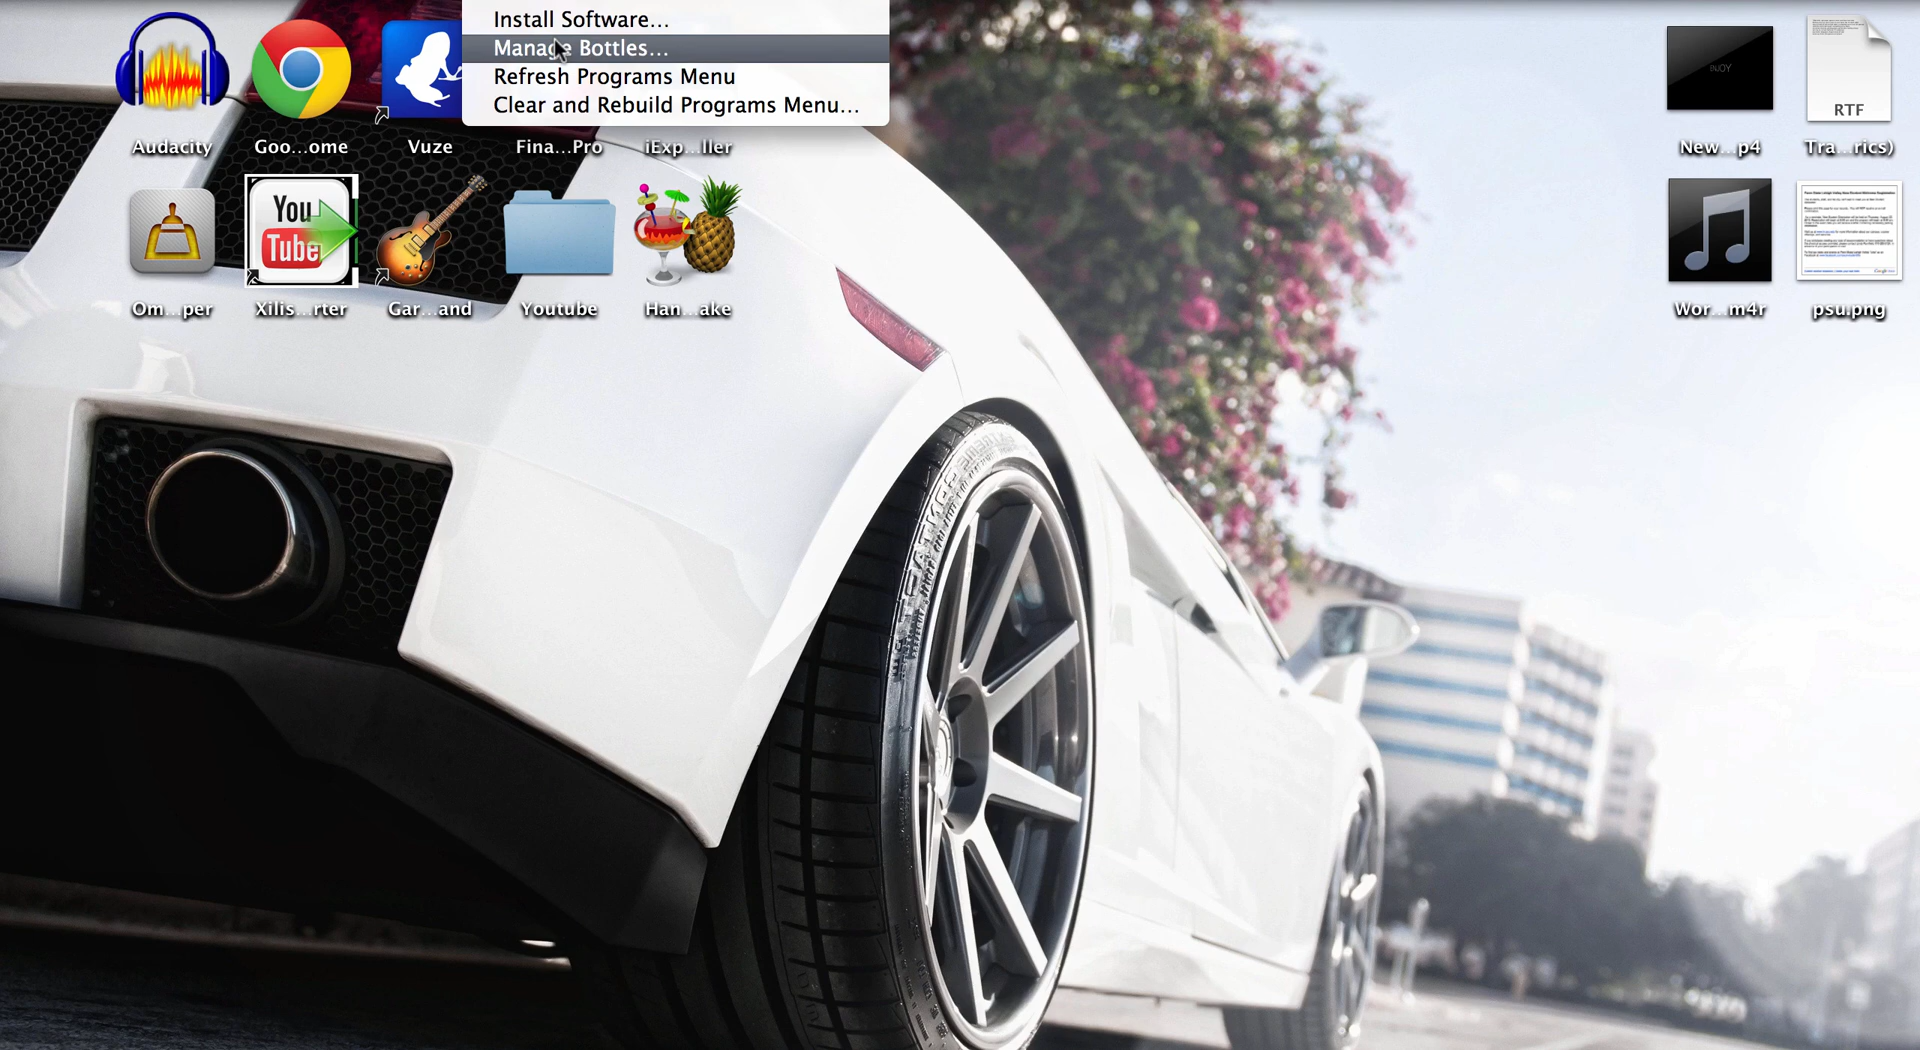 Install Software...
Manage Bottles...
Refresh Programs Menu
Clear and Rebuild Programs Menu...
Audacity
Goo...ome
Vuze
Fina...Pro
iExp...ller
New...p4
Tra...rics)
ENJOY
RTF
You
Tube
Om...per
Xilis...rter
Gar...and
Youtube
Han...ake
Wor...m4r
psu.png